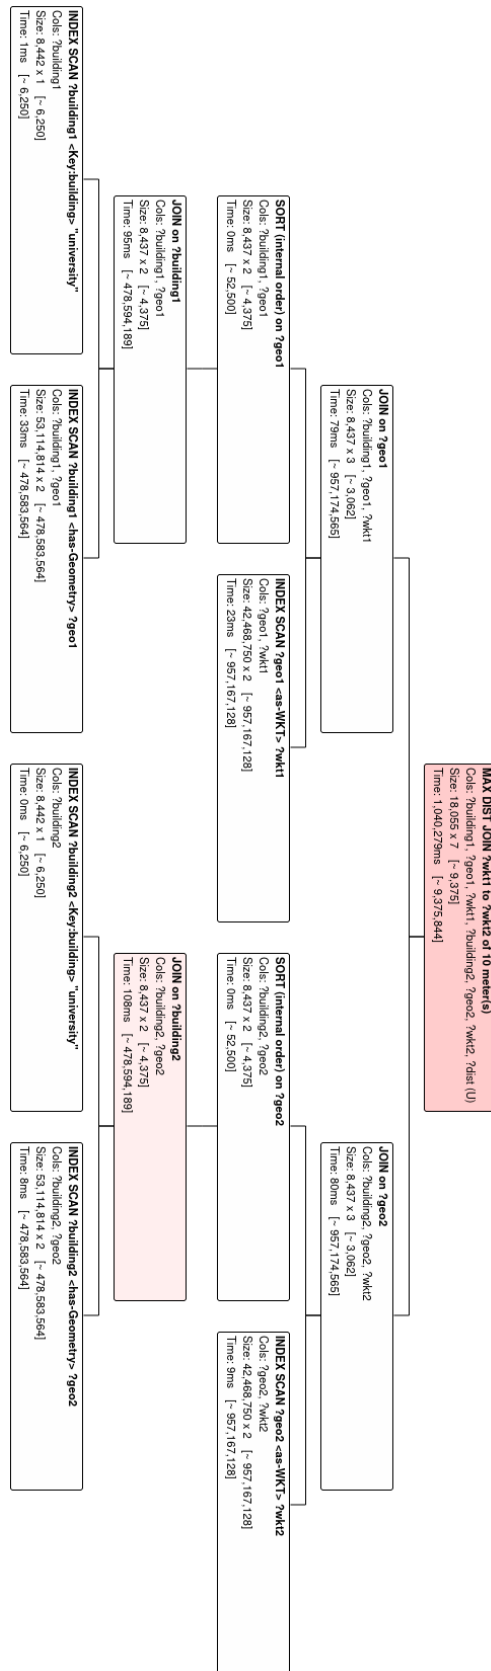 MAX DIST JOIN ?wkt1 to ?wkt2 of 10 meter(s)
Cols: ?building1, ?geo1, ?wkt1, ?building2, ?geo2, ?wkt2, ?dist (U)
Size: 18,055 x 7 [~ 9,375]
Time: 1,040,279ms [~ 9,375,844]
JOIN on ?geo1
Cols: ?building1, ?geo1, ?wkt1
Size: 8,437 x 3 [~ 3,062]
Time: 79ms [~ 957,174,565]
JOIN on ?geo2
Cols: ?building2, ?geo2, ?wkt2
Size: 8,437 x 3 [~ 3,062]
Time: 80ms [~ 957,174,565]
SORT (internal order) on ?geo1
Cols: ?building1, ?geo1
Size: 8,437 x 2 [~ 4,375]
Time: 0ms [~ 52,500]
INDEX SCAN ?geo1 <as-WKT> ?wkt1
Cols: ?geo1, ?wkt1
Size: 42,468,750 x 2 [~ 957,167,128]
Time: 23ms [~ 957,167,128]
SORT (internal order) on ?geo2
Cols: ?building2, ?geo2
Size: 8,437 x 2 [~ 4,375]
Time: 0ms [~ 52,500]
INDEX SCAN ?geo2 <as-WKT> ?wkt2
Cols: ?geo2, ?wkt2
Size: 42,468,750 x 2 [~ 957,167,128]
Time: 9ms [~ 957,167,128]
JOIN on ?building1
Cols: ?building1, ?geo1
Size: 8,437 x 2 [~ 4,375]
Time: 95ms [~ 478,594,189]
JOIN on ?building2
Cols: ?building2, ?geo2
Size: 8,437 x 2 [~ 4,375]
Time: 108ms [~ 478,594,189]
INDEX SCAN ?building1 <Key:building> "university"
Cols: ?building1
Size: 8,442 x 1 [~ 6,250]
Time: 1ms [~ 6,250]
INDEX SCAN ?building1 <has-Geometry> ?geo1
Cols: ?building1, ?geo1
Size: 53,114,814 x 2 [~ 478,583,564]
Time: 33ms [~ 478,583,564]
INDEX SCAN ?building2 <Key:building> "university"
Cols: ?building2
Size: 8,442 x 1 [~ 6,250]
Time: 0ms [~ 6,250]
INDEX SCAN ?building2 <has-Geometry> ?geo2
Cols: ?building2, ?geo2
Size: 53,114,814 x 2 [~ 478,583,564]
Time: 8ms [~ 478,583,564]